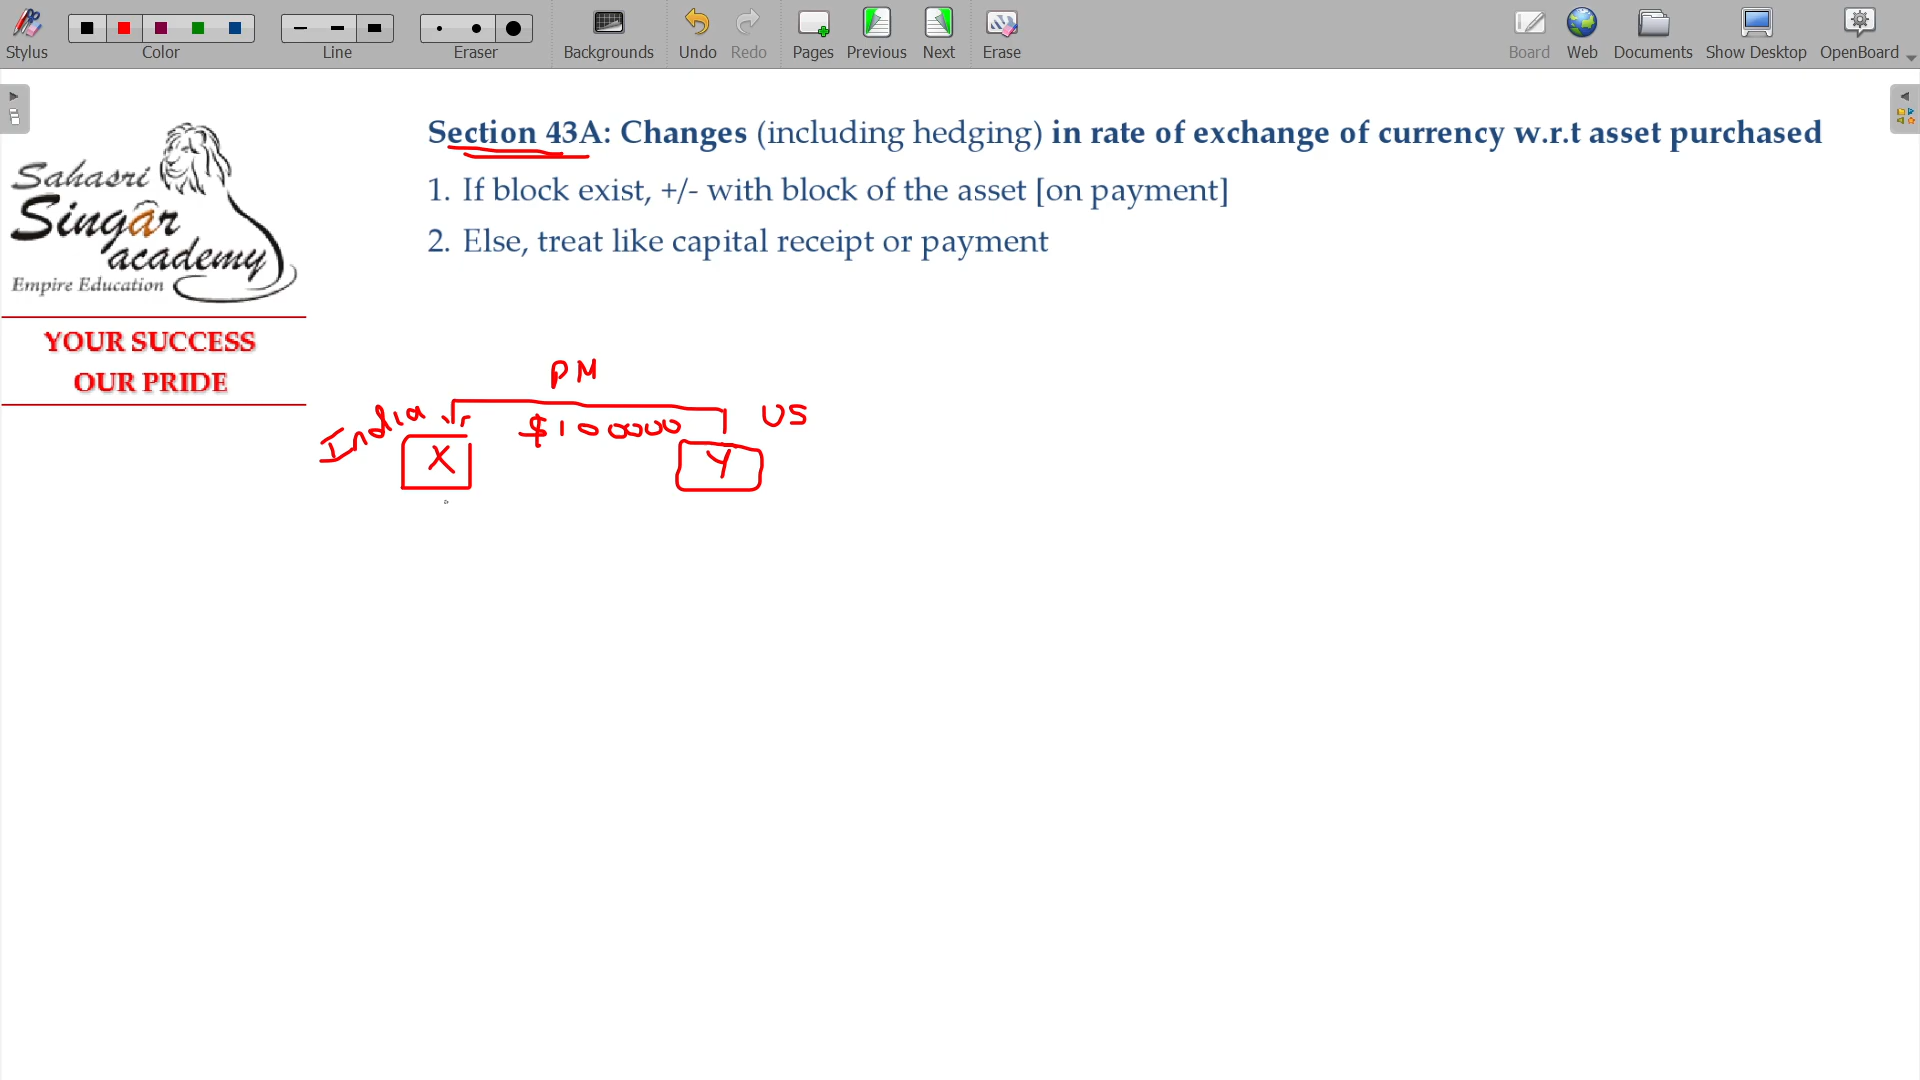 Stylus
Color
Line
Eraser
Backgrounds
Undo
Redo
Pages
Previous
Next
Erase
Board
Web
Documents
Show Desktop
OpenBoard
Sahasri
Singar
academy
Empire Education
YOUR SUCCESS
OUR PRIDE
Section 43A: Changes (including hedging) in rate of exchange of currency w.r.t asset purchased
1. If block exist, +/- with block of the asset [on payment]
2. Else, treat like capital receipt or payment
PM
India $100000 US
X Y